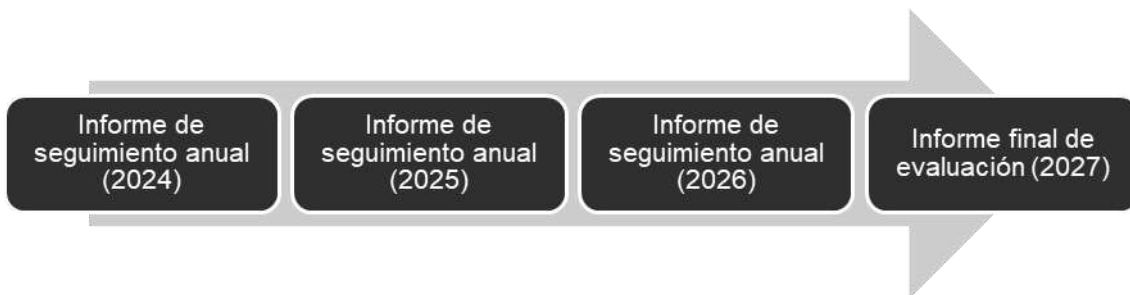 Informe de
seguimiento anual
(2024)
Informe de
seguimiento anual
(2025)
Informe de
seguimiento anual
(2026)
Informe final de
evaluación (2027)